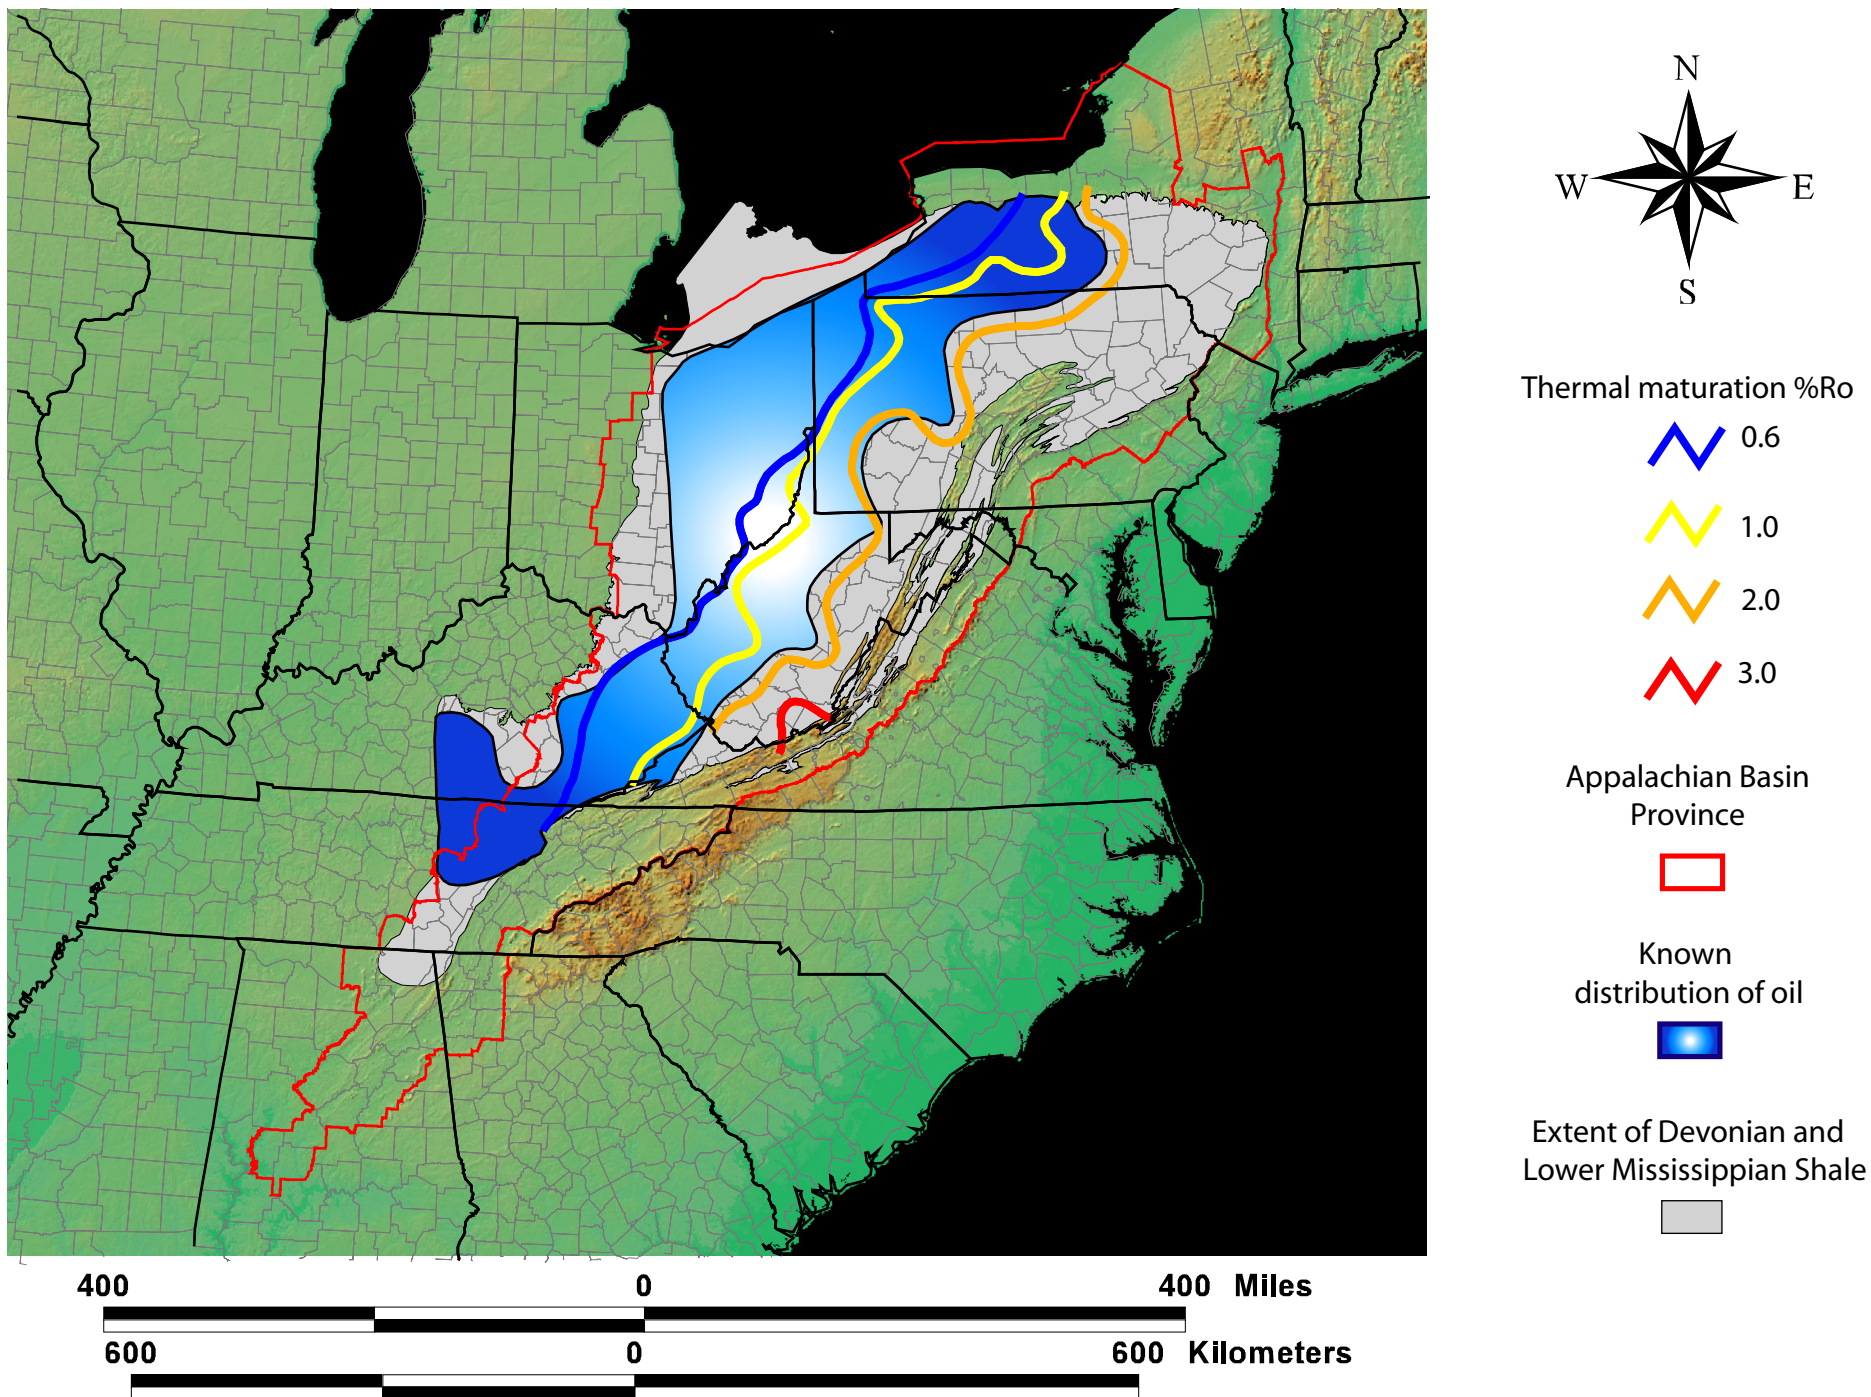 N
W
E
S
Thermal maturation %Ro
0.6
1.0
2.0
3.0
Appalachian Basin
Province
Known
distribution of oil
Extent of Devonian and
Lower Mississippian Shale
400 0 400 Miles
600 0 600 Kilometers